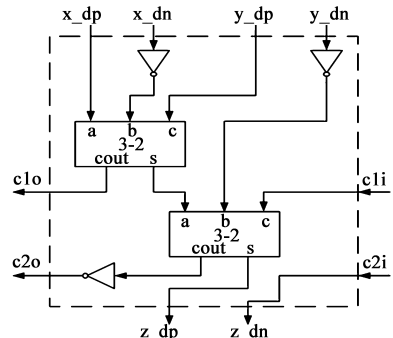 x_dp x_dn y_dp y_dn
a b c
3-2
cout s
c1o c1i
a b c
3-2
cout s
c2o c2i
z_dp z_dn